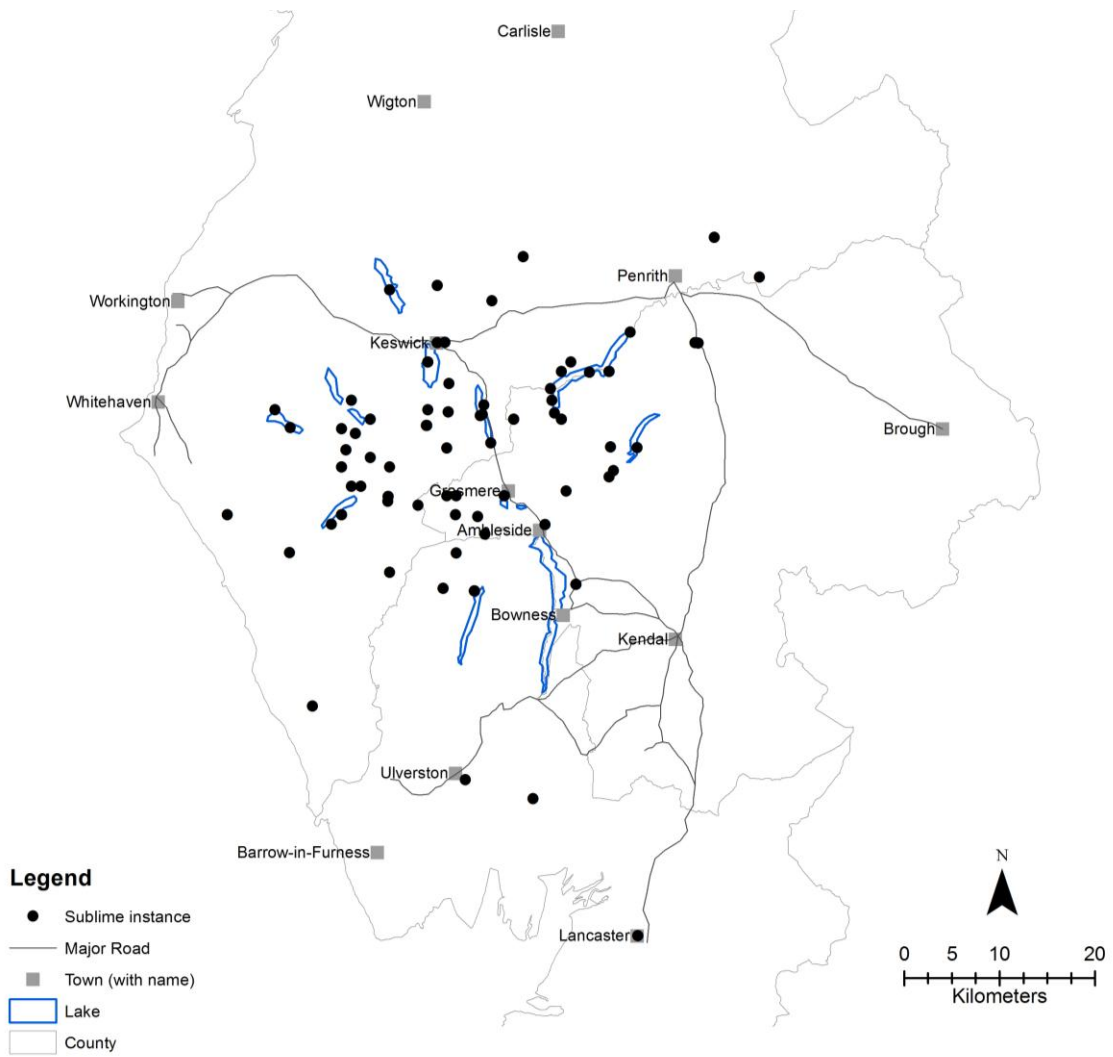 Carlisle
Wigton
Penrith
Workington
Keswick
Whitehaven
Brough
Grasmere
Ambleside
Bowness
Kendal
Ulverston
Barrow-in-Furness
Lancaster
Legend
Sublime instance
Major Road
Town (with name)
Lake
County
N
0 5 10 20
Kilometers